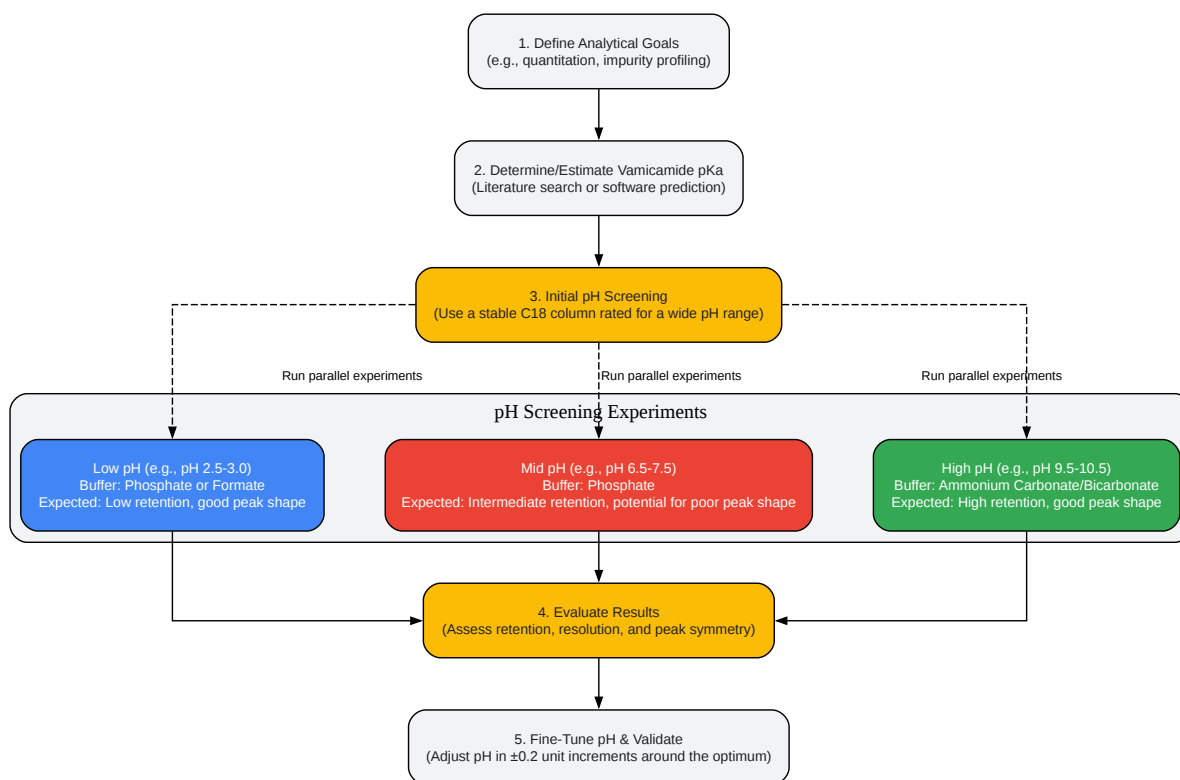 1. Define Analytical Goals
(e.g., quantitation, impurity profiling)
2. Determine/Estimate Vamicamide pKa
(Literature search or software prediction)
3. Initial pH Screening
(Use a stable C18 column rated for a wide pH range)
Run parallel experiments
Run parallel experiments
Run parallel experiments
pH Screening Experiments
Low pH (e.g., pH 2.5-3.0)
Buffer: Phosphate or Formate
Expected: Low retention, good peak shape
Mid pH (e.g., pH 6.5-7.5)
Buffer: Phosphate
Expected: Intermediate retention, potential for poor peak shape
High pH (e.g., pH 9.5-10.5)
Buffer: Ammonium Carbonate/Bicarbonate
Expected: High retention, good peak shape
4. Evaluate Results
(Assess retention, resolution, and peak symmetry)
5. Fine-Tune pH & Validate
(Adjust pH in ±0.2 unit increments around the optimum)